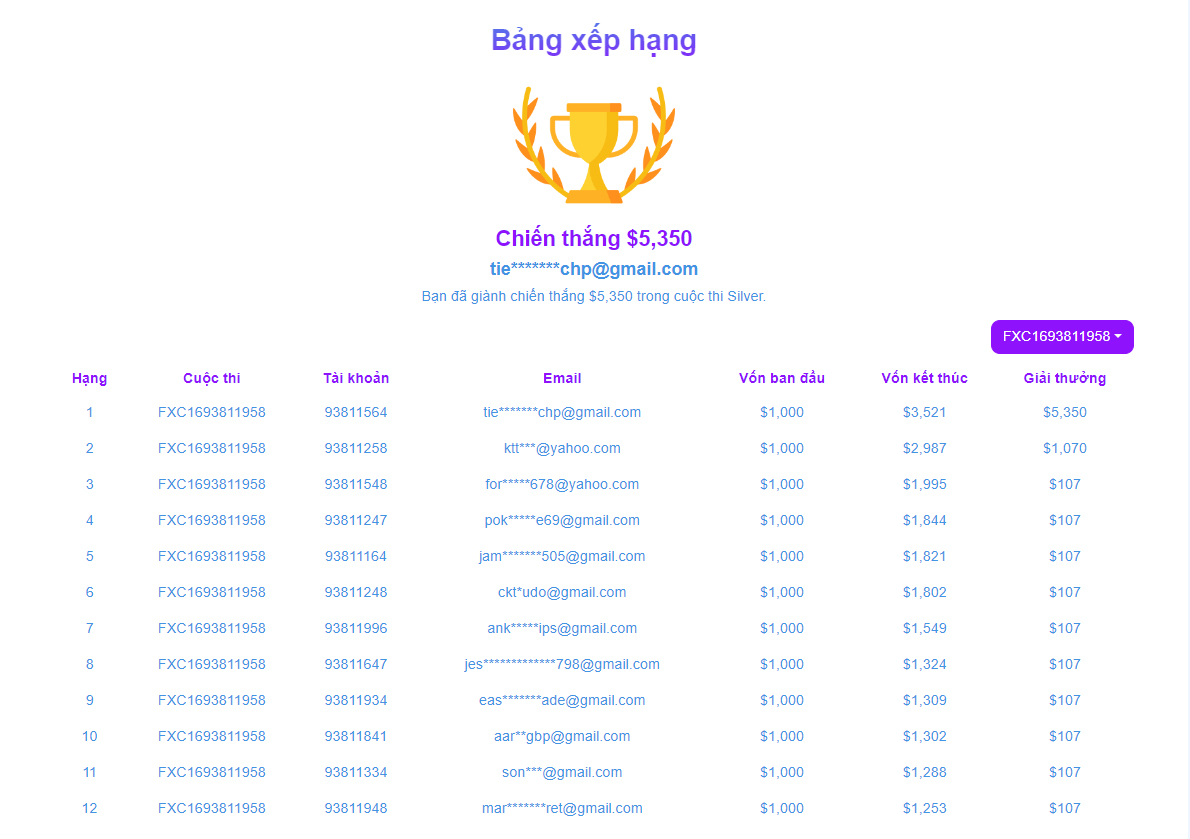 Bảng xếp hạng
Chiến thắng $5,350
tie*******chp@gmail.com
Bạn đã giành chiến thắng $5,350 trong cuộc thi Silver.
FXC1693811958
Hạng Cuộc thi Tài khoản Email Vốn ban đầu Vốn kết thúc Giải thưởng
1 FXC1693811958 93811564 tie*******chp@gmail.com $1,000 $3,521 $5,350
2 FXC1693811958 93811258 ktt***@yahoo.com $1,000 $2,987 $1,070
3 FXC1693811958 93811548 for*****678@yahoo.com $1,000 $1,995 $107
4 FXC1693811958 93811247 pok*****e69@gmail.com $1,000 $1,844 $107
5 FXC1693811958 93811164 jam*******505@gmail.com $1,000 $1,821 $107
6 FXC1693811958 93811248 ckt*udo@gmail.com $1,000 $1,802 $107
7 FXC1693811958 93811996 ank*****ips@gmail.com $1,000 $1,549 $107
8 FXC1693811958 93811647 jes*************798@gmail.com $1,000 $1,324 $107
9 FXC1693811958 93811934 eas*******ade@gmail.com $1,000 $1,309 $107
10 FXC1693811958 93811841 aar**gbp@gmail.com $1,000 $1,302 $107
11 FXC1693811958 93811334 son***@gmail.com $1,000 $1,288 $107
12 FXC1693811958 93811948 mar*******ret@gmail.com $1,000 $1,253 $107